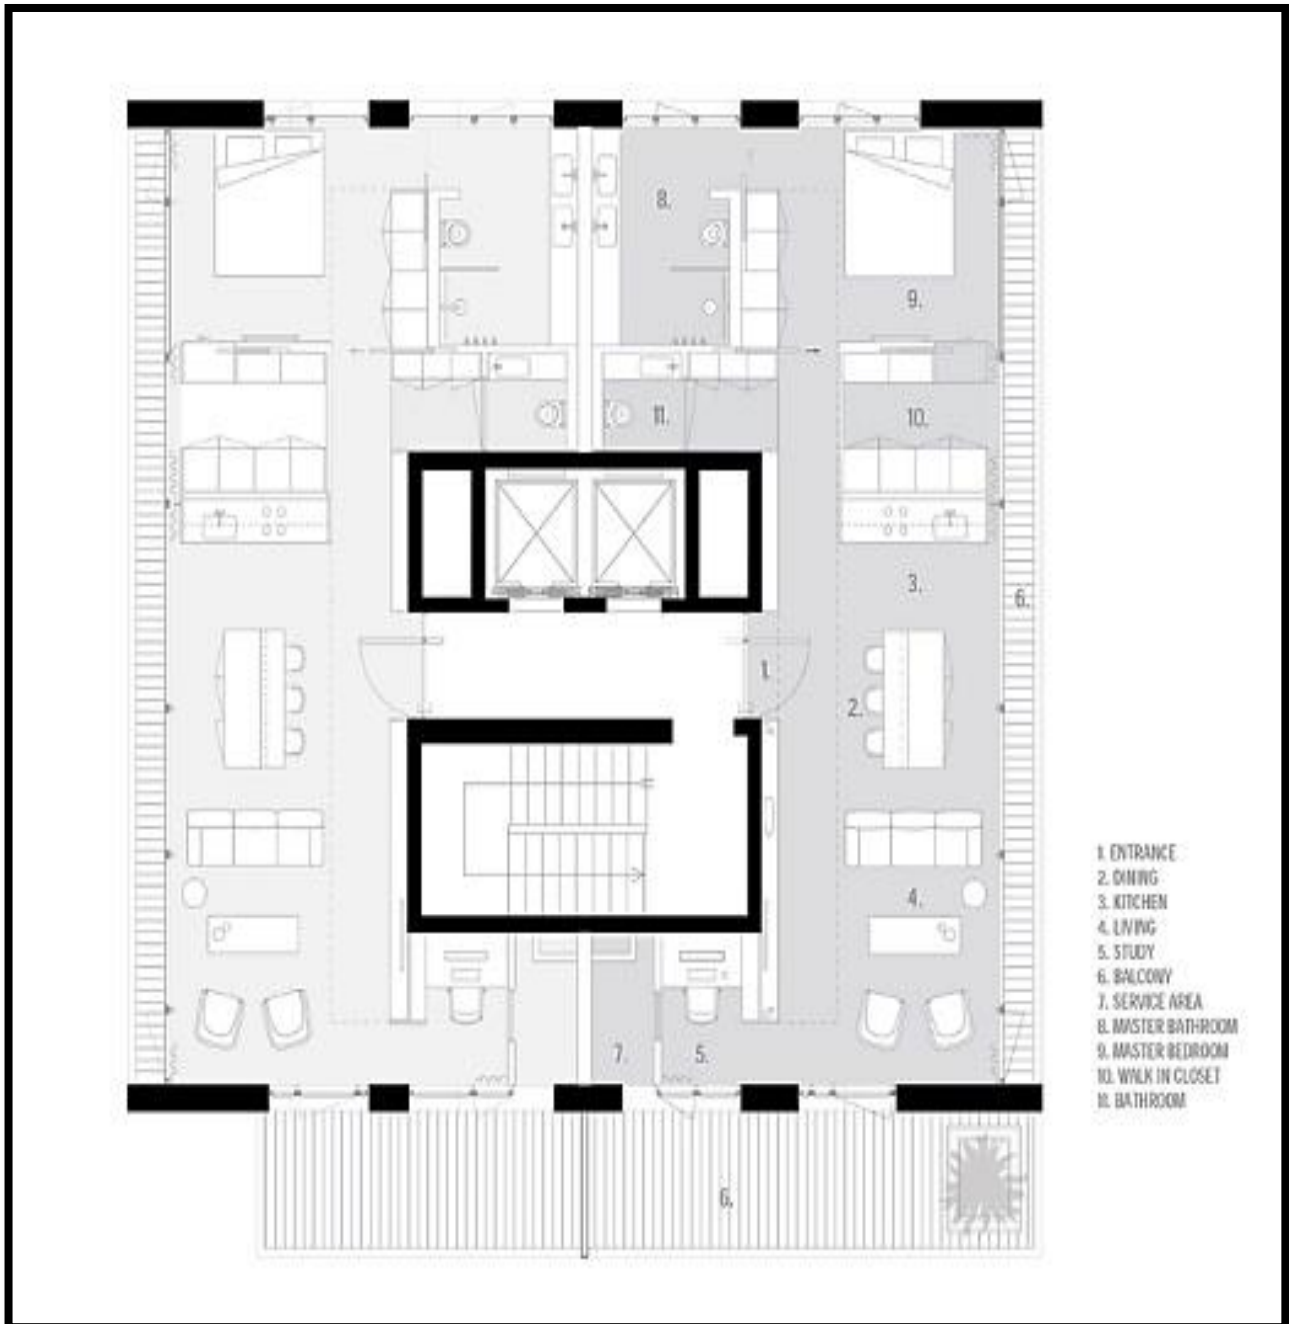 8.
9.
11.
10.
3.
6.
1.
2.
4.
7.
5.
6.
1. ENTRANCE
2. DINING
3. KITCHEN
4. LIVING
5. STUDY
6. BALCONY
7. SERVICE AREA
8. MASTER BATHROOM
9. MASTER BEDROOM
10. WALK IN CLOSET
11. BATHROOM